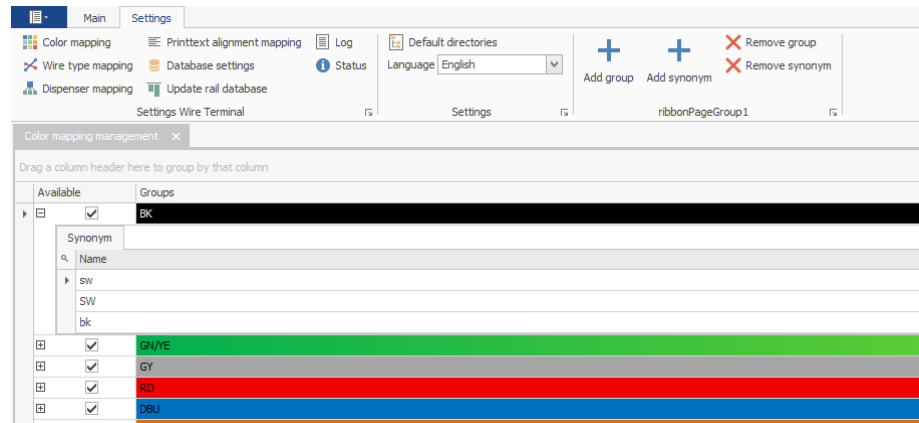 Main Settings
Color mapping Printtext alignment mapping Log Default directories Remove group
Wire type mapping Database settings Status Language English Add group Add synonym Remove synonym
Dispenser mapping Update rail database
Settings Wire Terminal Settings ribbonPageGroup1
Color mapping management
Drag a column header here to group by that column
Available Groups
BK
Synonym
Name
sw
SW
bk
GN/YE
GY
RD
DBU